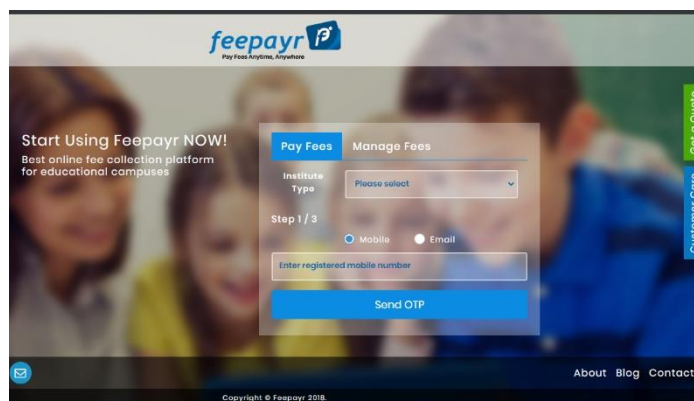 feepayr
Pay Fees Anytime, Anywhere
Start Using Feepayr NOW!
Best online fee collection platform
for educational campuses
Pay Fees
Manage Fees
Institute
Type
Please select
Step 1 / 3
Mobile
Email
Enter registered mobile number
Send OTP
Get a Quote
Customer Care
About Blog Contact
Copyright © Feepayr 2018.